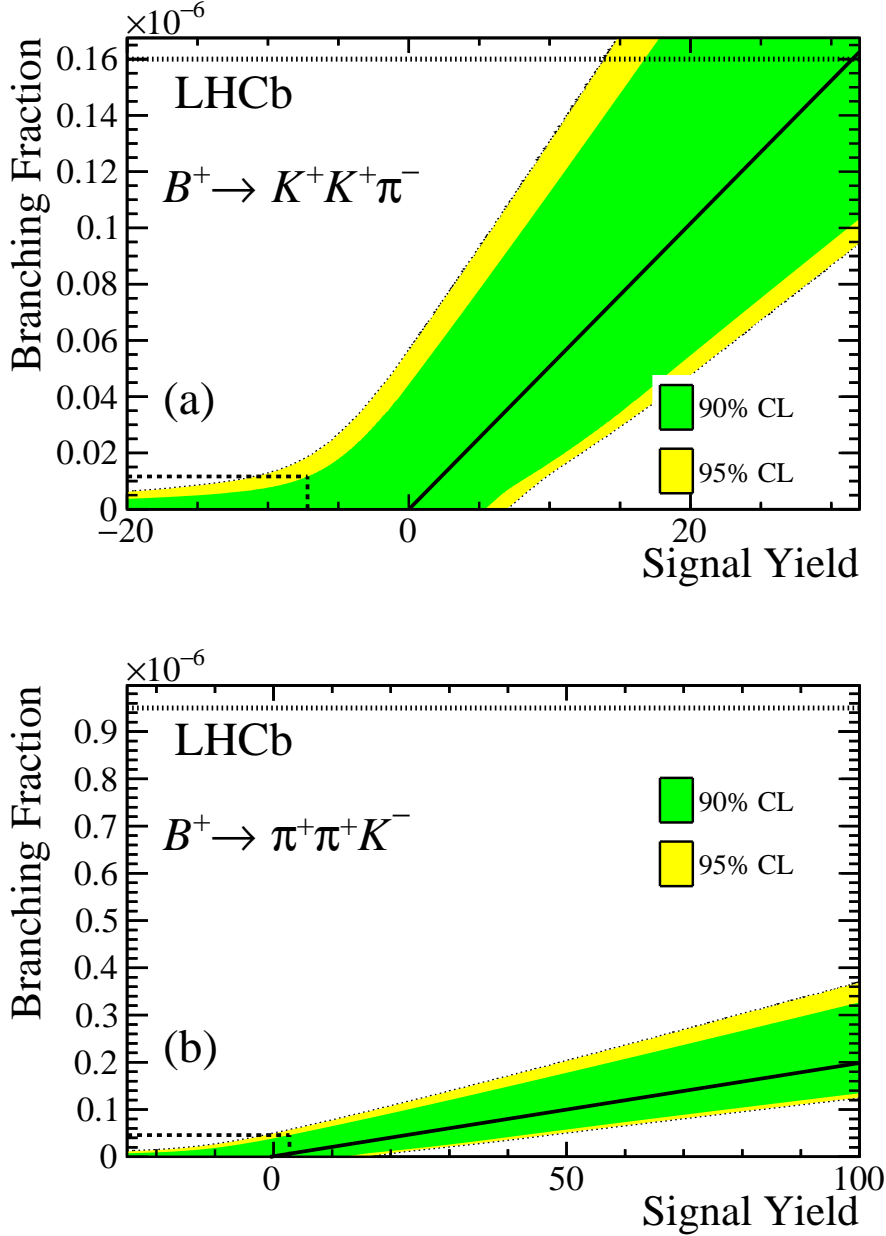 ×10⁻⁶
0.16
0.14
0.12
0.1
0.08
0.06
0.04
0.02
0
Branching Fraction
LHCb
B⁺ → K⁺K⁺π⁻
(a)
90% CL
95% CL
−20
0
20
Signal Yield
×10⁻⁶
0.9
0.8
0.7
0.6
0.5
0.4
0.3
0.2
0.1
0
Branching Fraction
LHCb
B⁺ → π⁺π⁺K⁻
(b)
90% CL
95% CL
0
50
100
Signal Yield